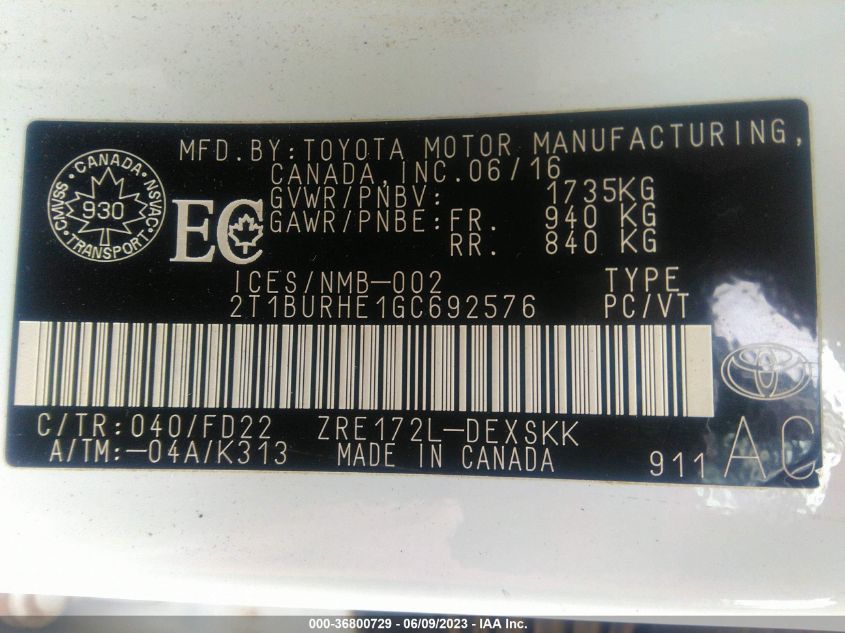 MFD.BY:TOYOTA MOTOR MANUFACTURING,
CANADA,INC.06/16
GVWR/PNBV: 1735KG
GAWR/PNBE:FR. 940 KG
RR. 840 KG
CANADA
CMVSS 930 NSVAC
TRANSPORT
EC
ICES/NMB-002 TYPE
2T1BURHE1GC692576 PC/VT
C/TR:040/FD22 ZRE172L-DEXSKK
A/TM:-04A/K313 MADE IN CANADA 911 AC
000-36800729 - 06/09/2023 - IAA Inc.